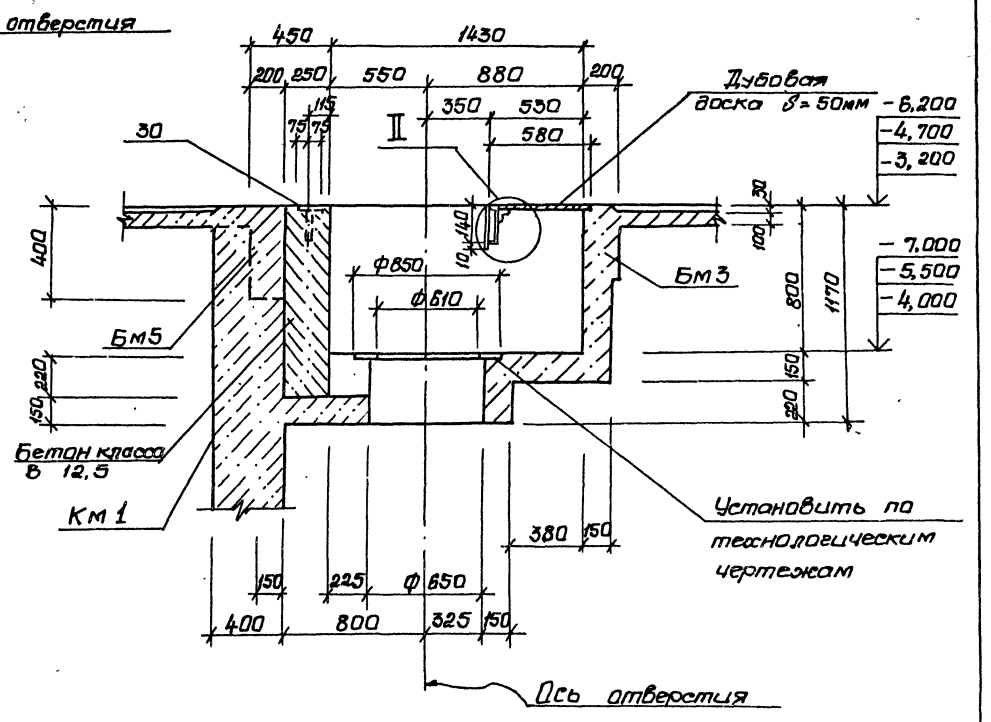 отверстия
450 1430
200 250 550 880 200
115 350 530
75 75 580
Дубовая
доска δ=50мм
-6,200
-4,700
-3,200
30
II
140
10
30
100
400
ф850
ф610
Бм3
-7,000
-5,500
-4,000
800
1170
Бм5
220
150
150
220
Бетон класса
В 12,5
Км1
Установить по
технологическим
чертежам
380 150
150 225 ф650
400 800 325 150
Ось отверстия